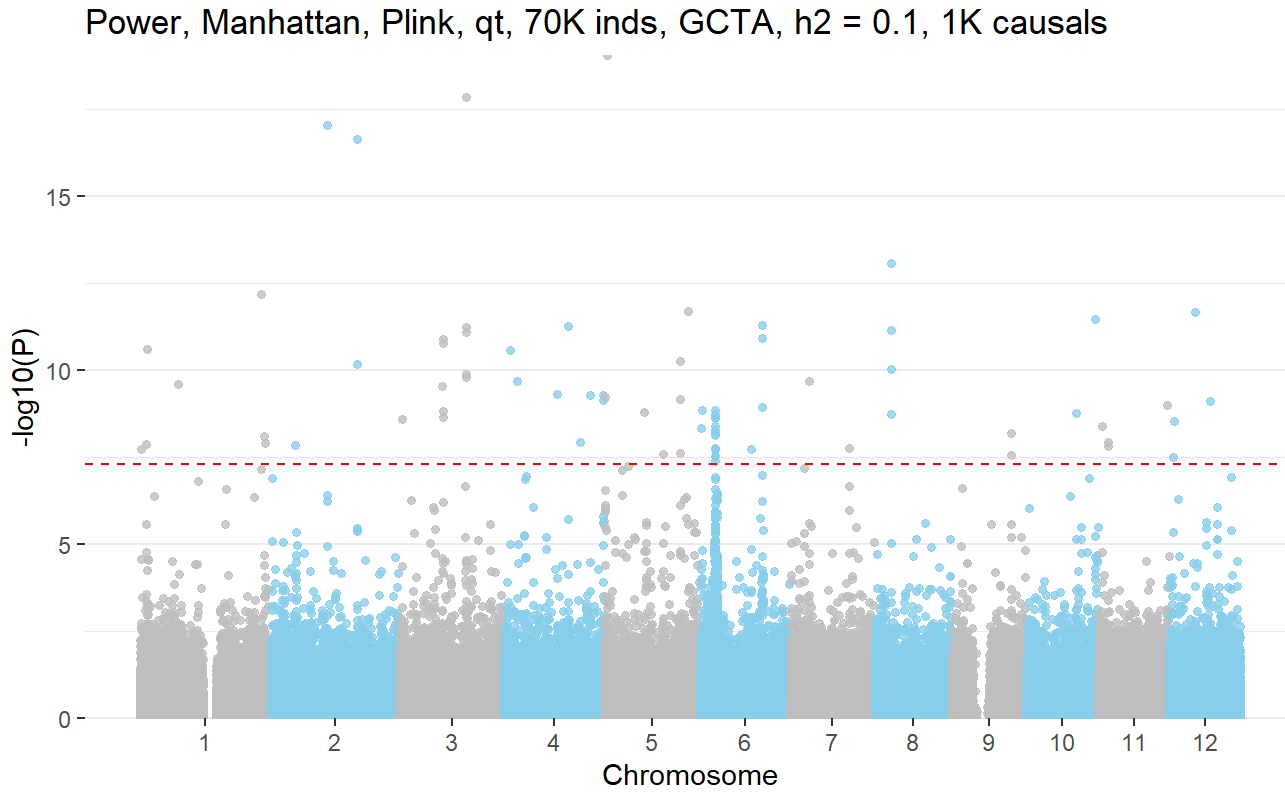 Power, Manhattan, Plink, qt, 70K inds, GCTA, h2 = 0.1, 1K causals
15
10
5
0
-log10(P)
1 2 3 4 5 6 7 8 9 10 11 12
Chromosome